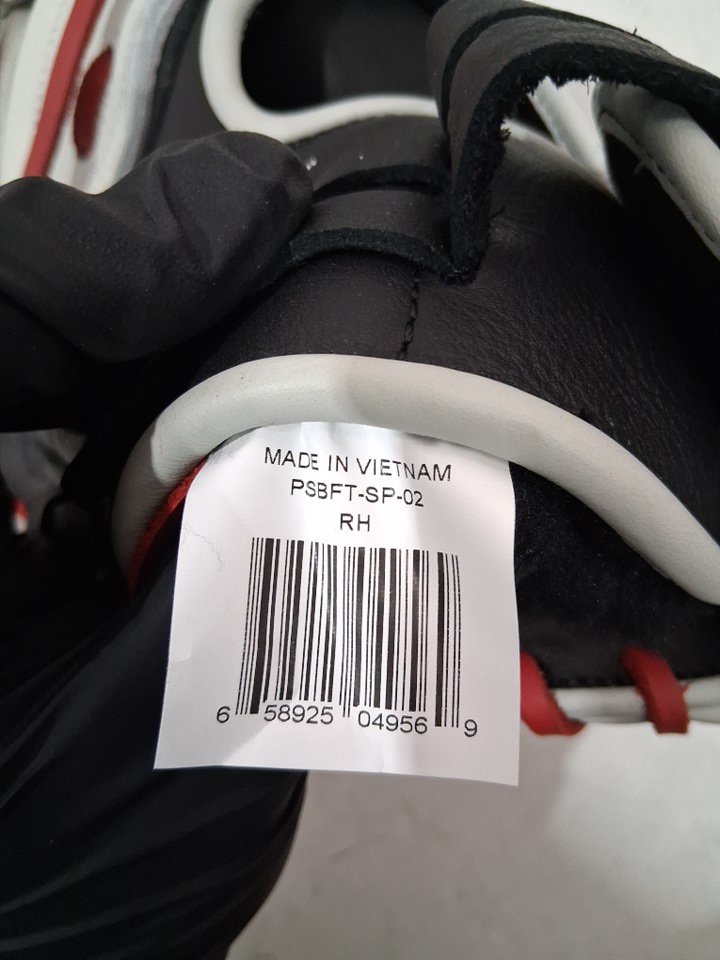 MADE IN VIETNAM
PSBFT-SP-02
RH
6 58925 04956 9